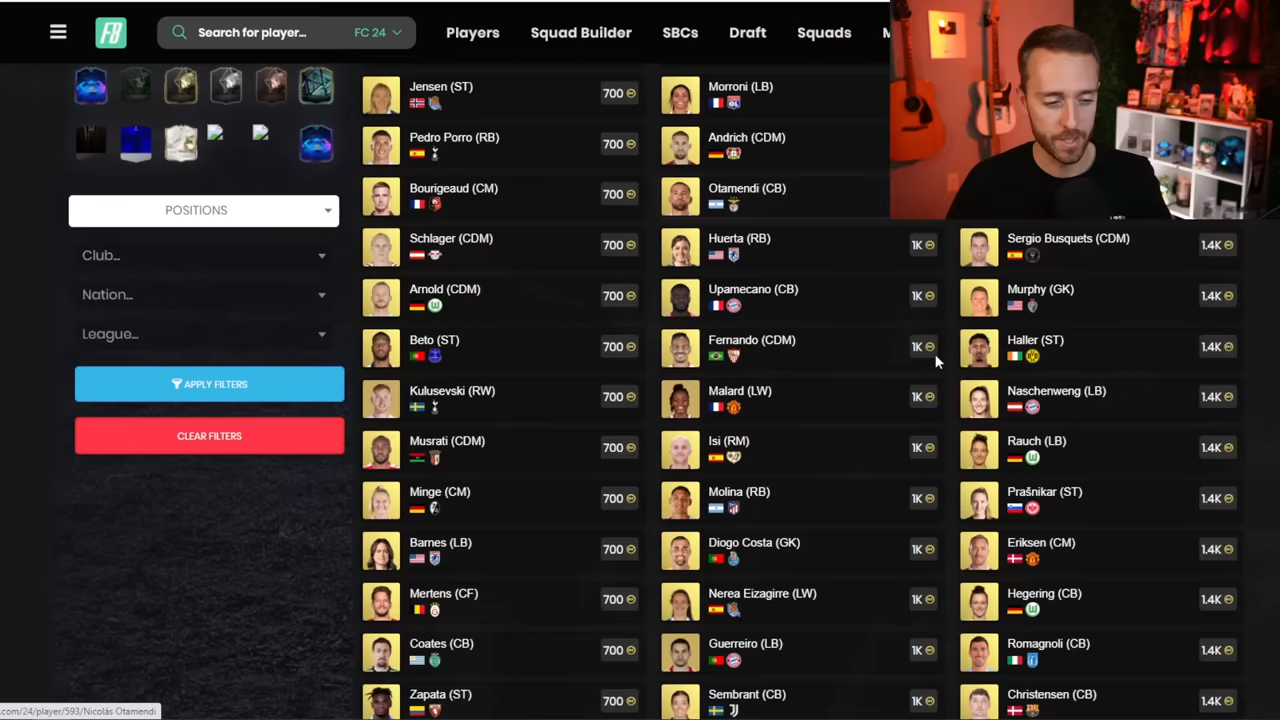 FB
Search for player...
FC 24
Players
Squad Builder
SBCs
Draft
Squads
POSITIONS
Club...
Nation...
League...
APPLY FILTERS
CLEAR FILTERS
Jensen (ST)
700
Pedro Porro (RB)
700
Bourigeaud (CM)
700
Schlager (CDM)
700
Arnold (CDM)
700
Beto (ST)
700
Kulusevski (RW)
700
Musrati (CDM)
700
Minge (CM)
700
Barnes (LB)
700
Mertens (CF)
700
Coates (CB)
700
Zapata (ST)
700
Morroni (LB)
Andrich (CDM)
Otamendi (CB)
Huerta (RB)
1K
Upamecano (CB)
1K
Fernando (CDM)
1K
Malard (LW)
1K
Isi (RM)
1K
Molina (RB)
1K
Diogo Costa (GK)
1K
Nerea Eizagirre (LW)
1K
Guerreiro (LB)
1K
Sembrant (CB)
1K
Sergio Busquets (CDM)
1.4K
Murphy (GK)
1.4K
Haller (ST)
1.4K
Naschenweng (LB)
1.4K
Rauch (LB)
1.4K
Prašnikar (ST)
1.4K
Eriksen (CM)
1.4K
Hegering (CB)
1.4K
Romagnoli (CB)
1.4K
Christensen (CB)
1.4K
.com/24/player/593/Nicolás Otamendi